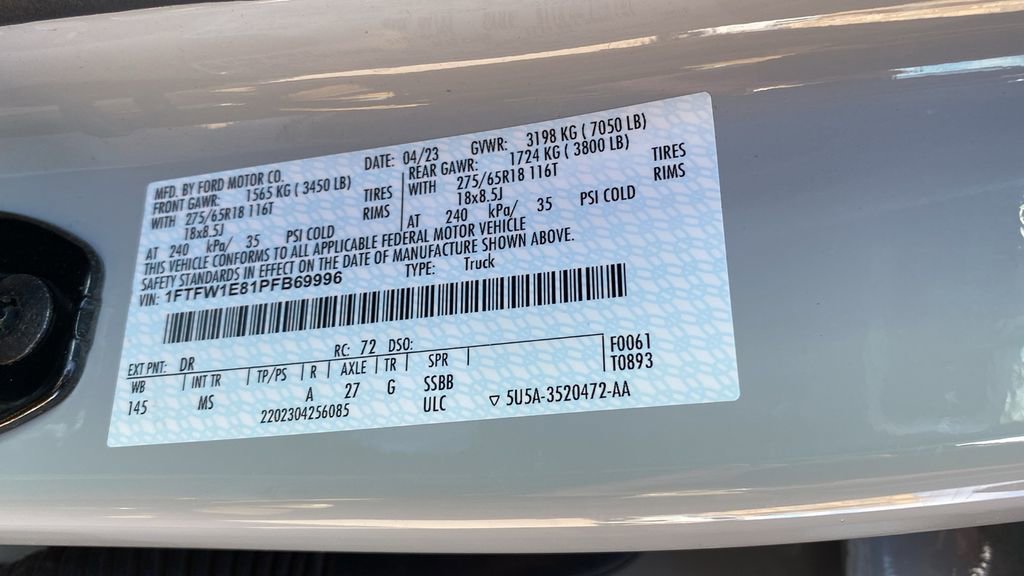 MFD. BY FORD MOTOR CO. DATE: 04/23 GVWR: 3198 KG ( 7050 LB)
FRONT GAWR: 1565 KG ( 3450 LB) REAR GAWR: 1724 KG ( 3800 LB)
WITH 275/65R18 116T TIRES WITH 275/65R18 116T TIRES
18x8.5J RIMS 18x8.5J RIMS
AT 240 kPa/ 35 PSI COLD AT 240 kPa/ 35 PSI COLD
THIS VEHICLE CONFORMS TO ALL APPLICABLE FEDERAL MOTOR VEHICLE
SAFETY STANDARDS IN EFFECT ON THE DATE OF MANUFACTURE SHOWN ABOVE.
VIN: 1FTFW1E81PFB69996 TYPE: Truck
EXT PNT: DR RC: 72 DSO: F0061
WB INT TR TP/PS R AXLE TR SPR T0893
145 MS A 27 G SSBB
2202304256085 ULC ▽ 5U5A-3520472-AA